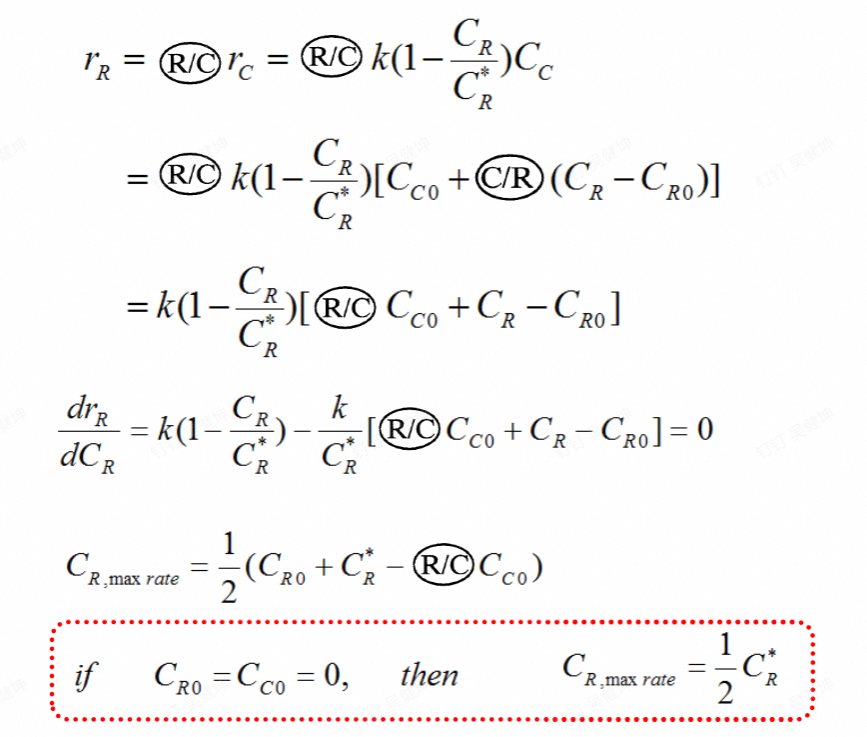 r_R = (R/C) r_C = (R/C) k(1−C_R/C_R^*)C_C
= (R/C) k(1−C_R/C_R^*)[C_C0 + (C/R)(C_R − C_R0)]
= k(1−C_R/C_R^*)[(R/C) C_C0 + C_R − C_R0]
dr_R/dC_R = k(1−C_R/C_R^*) − k/C_R^* [(R/C) C_C0 + C_R − C_R0] = 0
C_R,max rate = 1/2 (C_R0 + C_R^* − (R/C) C_C0)
if C_R0 = C_C0 = 0, then C_R,max rate = 1/2 C_R^*